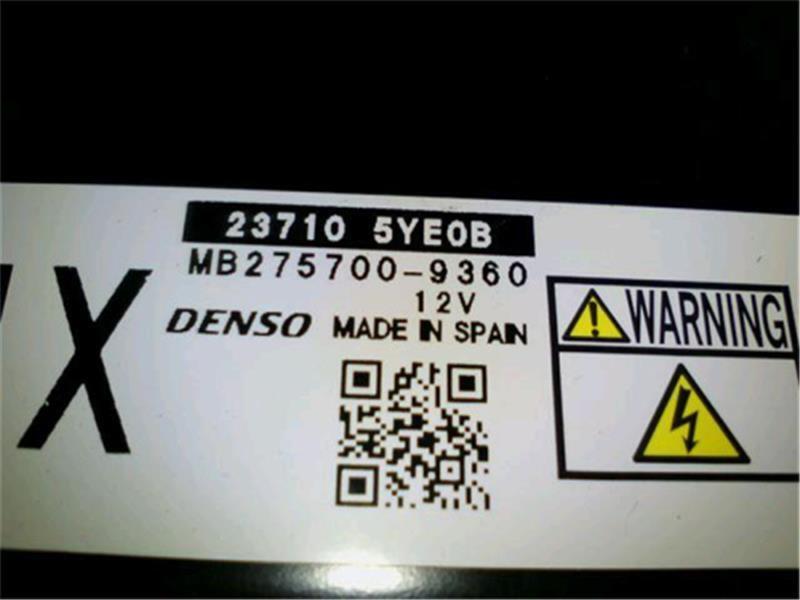 23710 5YE0B
MB275700-9360
12V
DENSO MADE IN SPAIN
X
WARNING